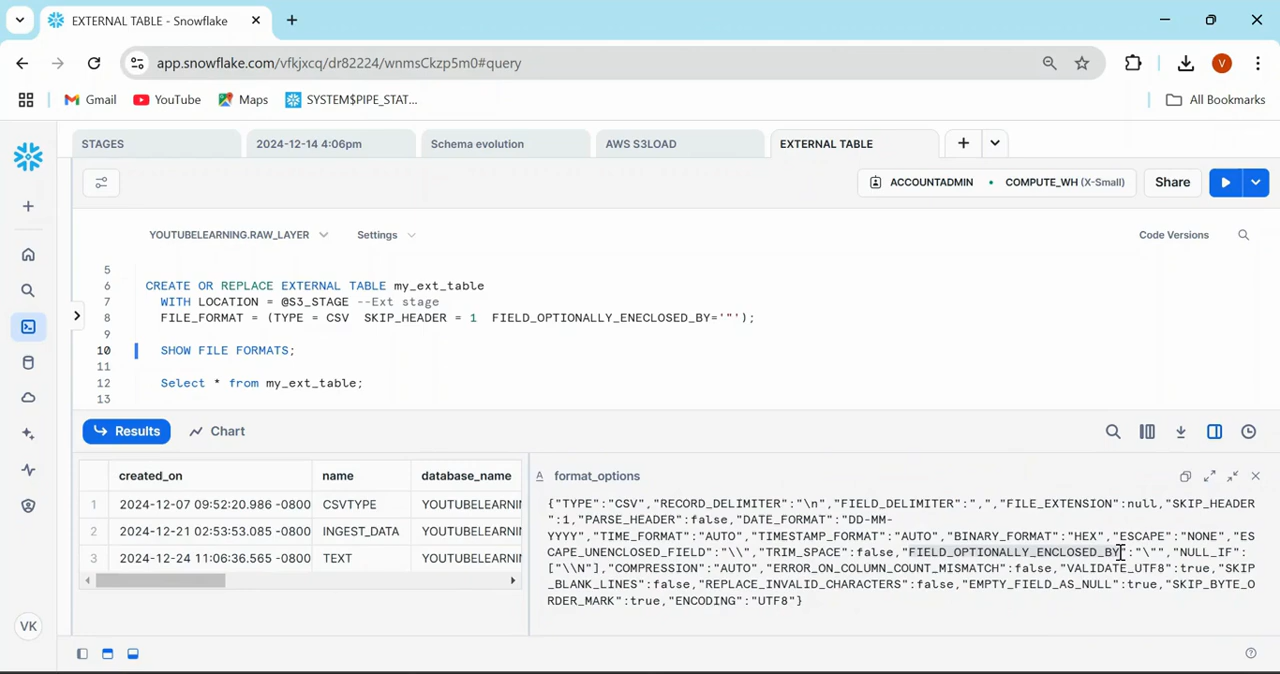 EXTERNAL TABLE - Snowflake
app.snowflake.com/vfkjxcq/dr82224/wnmsCkzp5m0#query
V
Gmail YouTube Maps SYSTEM$PIPE_STAT... All Bookmarks
STAGES 2024-12-14 4:06pm Schema evolution AWS S3LOAD EXTERNAL TABLE
ACCOUNTADMIN • COMPUTE_WH (X-Small) Share
YOUTUBELEARNING.RAW_LAYER Settings Code Versions
5
6 CREATE OR REPLACE EXTERNAL TABLE my_ext_table
7 WITH LOCATION = @S3_STAGE --Ext stage
8 FILE_FORMAT = (TYPE = CSV SKIP_HEADER = 1 FIELD_OPTIONALLY_ENECLOSED_BY='"');
9
10 SHOW FILE FORMATS;
11
12 Select * from my_ext_table;
13
Results Chart
created_on name database_name
1 2024-12-07 09:52:20.986 -0800 CSVTYPE YOUTUBELEARNIN
2 2024-12-21 02:53:53.085 -0800 INGEST_DATA YOUTUBELEARNIN
3 2024-12-24 11:06:36.565 -0800 TEXT YOUTUBELEARNIN
A format_options
{"TYPE":"CSV","RECORD_DELIMITER":"\n","FIELD_DELIMITER":",","FILE_EXTENSION":null,"SKIP_HEADER
":1,"PARSE_HEADER":false,"DATE_FORMAT":"DD-MM-
YYYY","TIME_FORMAT":"AUTO","TIMESTAMP_FORMAT":"AUTO","BINARY_FORMAT":"HEX","ESCAPE":"NONE","ES
CAPE_UNENCLOSED_FIELD":"\\","TRIM_SPACE":false,"FIELD_OPTIONALLY_ENCLOSED_BY":"\"","NULL_IF":
["\\N"],"COMPRESSION":"AUTO","ERROR_ON_COLUMN_COUNT_MISMATCH":false,"VALIDATE_UTF8":true,"SKIP
_BLANK_LINES":false,"REPLACE_INVALID_CHARACTERS":false,"EMPTY_FIELD_AS_NULL":true,"SKIP_BYTE_O
RDER_MARK":true,"ENCODING":"UTF8"}
VK